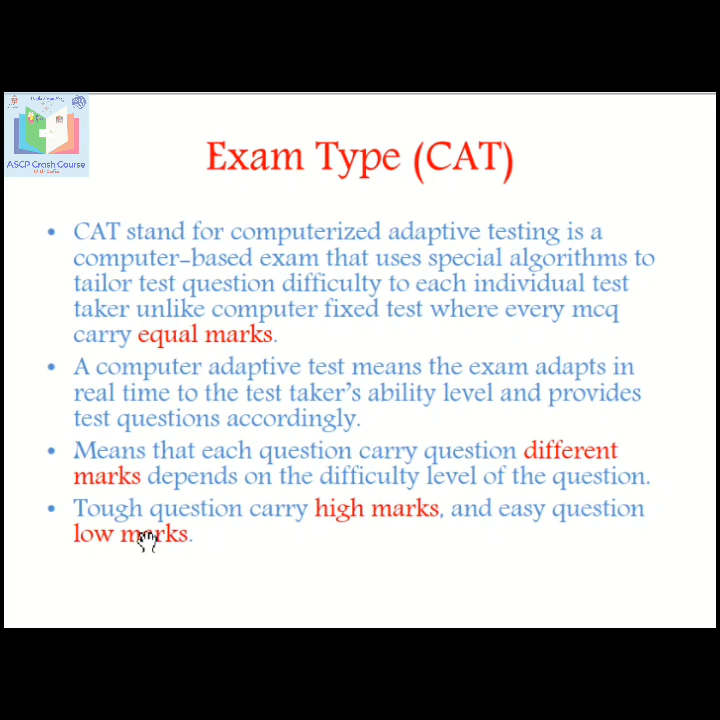 ASCP Crash Course
Exam Type (CAT)
• CAT stand for computerized adaptive testing is a
computer-based exam that uses special algorithms to
tailor test question difficulty to each individual test
taker unlike computer fixed test where every mcq
carry equal marks.
• A computer adaptive test means the exam adapts in
real time to the test taker's ability level and provides
test questions accordingly.
• Means that each question carry question different
marks depends on the difficulty level of the question.
• Tough question carry high marks, and easy question
low marks.